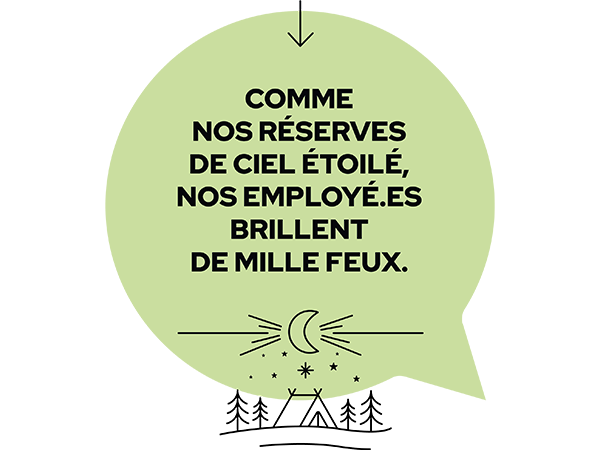 COMME
NOS RÉSERVES
DE CIEL ÉTOILÉ,
NOS EMPLOYÉ.ES
BRILLENT
DE MILLE FEUX.